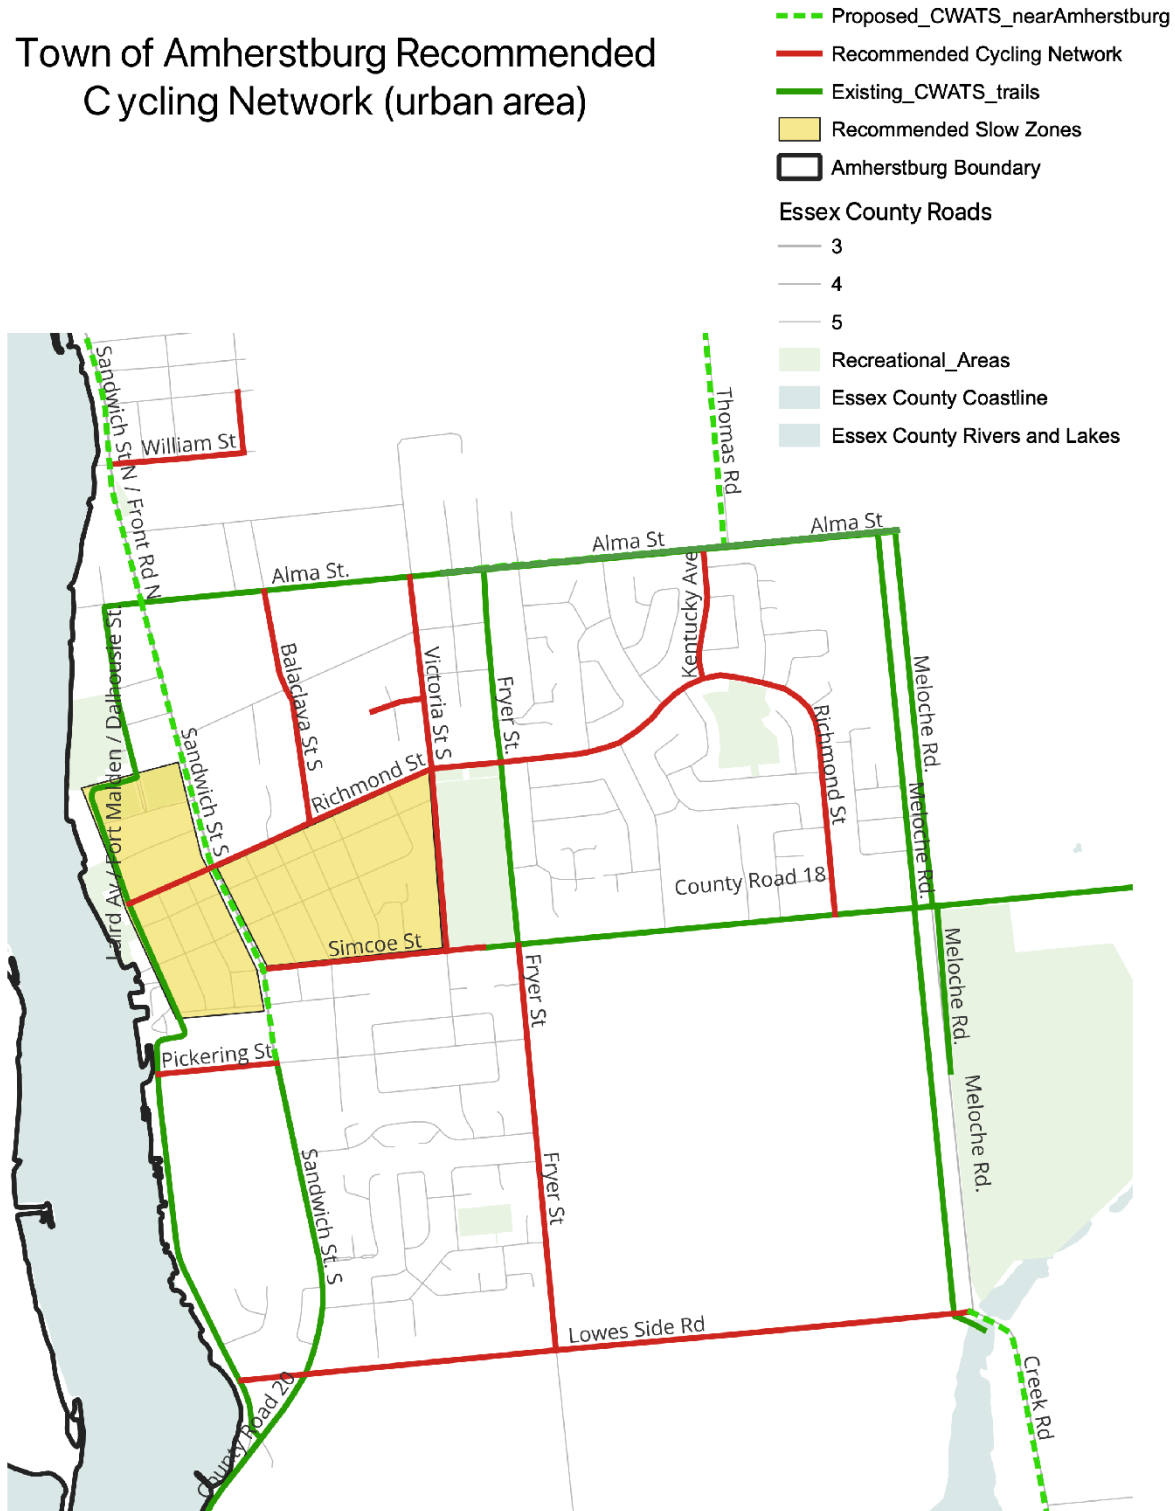 Town of Amherstburg Recommended
Cycling Network (urban area)
Proposed_CWATS_nearAmherstburg
Recommended Cycling Network
Existing_CWATS_trails
Recommended Slow Zones
Amherstburg Boundary
Essex County Roads
3
4
5
Recreational_Areas
Essex County Coastline
Essex County Rivers and Lakes
Sandwich St N / Front Rd N
William St
Thomas Rd
Alma St
Alma St
Alma St.
Kentucky Ave
Laird Av / Fort Malden / Dalhousie St.
Balaclava St S
Victoria St S
Fryer St.
Meloche Rd.
Sandwich St S
Richmond St
Richmond St
Meloche Rd.
County Road 18
Simcoe St
Fryer St
Meloche Rd.
Pickering St
Meloche Rd.
Sandwich St. S
Fryer St
Lowes Side Rd
County Road 20
Creek Rd